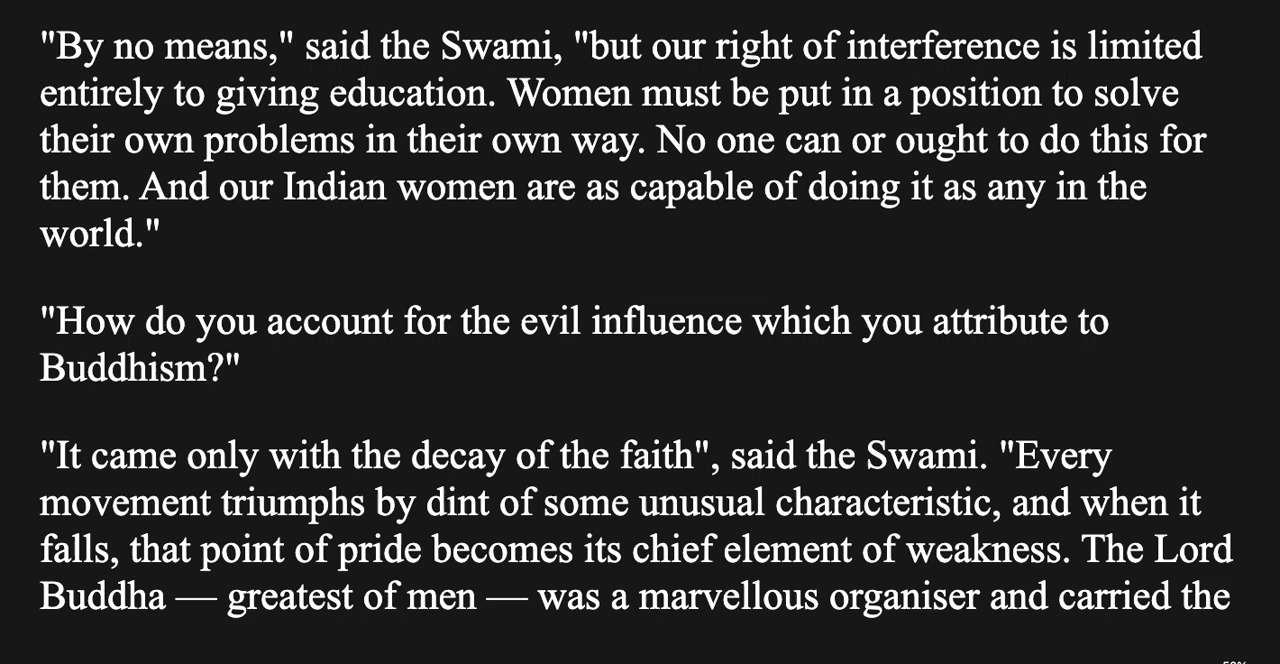 "By no means," said the Swami, "but our right of interference is limited
entirely to giving education. Women must be put in a position to solve
their own problems in their own way. No one can or ought to do this for
them. And our Indian women are as capable of doing it as any in the
world."
"How do you account for the evil influence which you attribute to
Buddhism?"
"It came only with the decay of the faith", said the Swami. "Every
movement triumphs by dint of some unusual characteristic, and when it
falls, that point of pride becomes its chief element of weakness. The Lord
Buddha — greatest of men — was a marvellous organiser and carried the